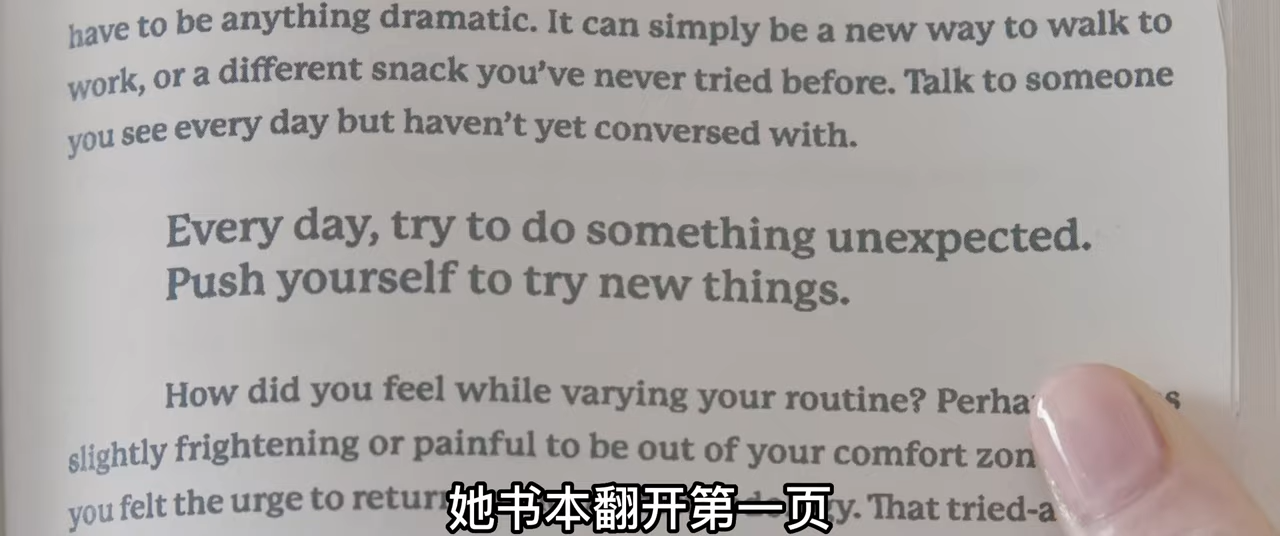 have to be anything dramatic. It can simply be a new way to walk to
work, or a different snack you've never tried before. Talk to someone
you see every day but haven't yet conversed with.
Every day, try to do something unexpected.
Push yourself to try new things.
How did you feel while varying your routine?
slightly frightening or painful to be out of your comfort
you felt the urge to
她书本翻开第一页
That